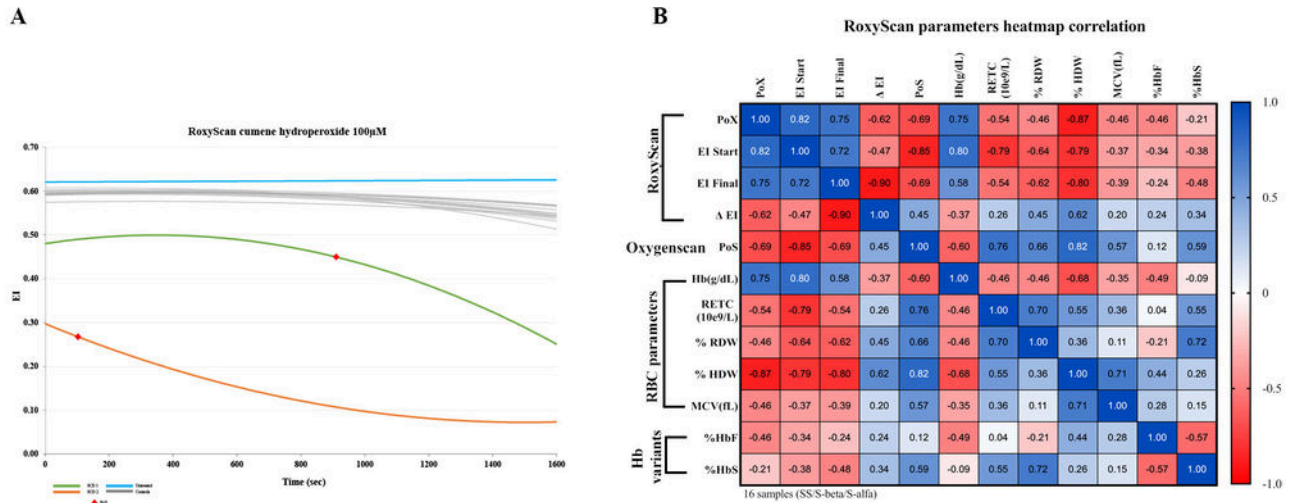 A
RoxyScan cumene hydroperoxide 100µM
EI
0.70
0.60
0.50
0.40
0.30
0.20
0.10
0.00
0 200 400 600 800 1000 1200 1400 1600
Time (sec)
B
RoxyScan parameters heatmap correlation
PoX EI Start EI Final Δ EI PoS Hb(g/dL) RETC (10e9/L) % RDW % HDW MCV(fL) %HbF %HbS
RoxyScan
PoX 1.00 0.82 0.75 -0.62 -0.69 0.75 -0.54 -0.46 -0.87 -0.46 -0.46 -0.21
EI Start 0.82 1.00 0.72 -0.47 -0.85 0.80 -0.79 -0.64 -0.79 -0.37 -0.34 -0.38
EI Final 0.75 0.72 1.00 -0.90 -0.69 0.58 -0.54 -0.62 -0.80 -0.39 -0.24 -0.48
Δ EI -0.62 -0.47 -0.90 1.00 0.45 -0.37 0.26 0.45 0.62 0.20 0.24 0.34
Oxygenscan
PoS -0.69 -0.85 -0.69 0.45 1.00 -0.60 0.76 0.66 0.82 0.57 0.12 0.59
RBC parameters
Hb(g/dL) 0.75 0.80 0.58 -0.37 -0.60 1.00 -0.46 -0.46 -0.68 -0.35 -0.49 -0.09
RETC (10e9/L) -0.54 -0.79 -0.54 0.26 0.76 -0.46 1.00 0.70 0.55 0.36 0.04 0.55
% RDW -0.46 -0.64 -0.62 0.45 0.66 -0.46 0.70 1.00 0.36 0.11 -0.21 0.72
% HDW -0.87 -0.79 -0.80 0.62 0.82 -0.68 0.55 0.36 1.00 0.71 0.44 0.26
MCV(fL) -0.46 -0.37 -0.39 0.20 0.57 -0.35 0.36 0.11 0.71 1.00 0.28 0.15
Hb variants
%HbF -0.46 -0.34 -0.24 0.24 0.12 -0.49 0.04 -0.21 0.44 0.28 1.00 -0.57
%HbS -0.21 -0.38 -0.48 0.34 0.59 -0.09 0.55 0.72 0.26 0.15 -0.57 1.00
1.0
0.5
0
-0.5
-1.0
16 samples (SS/S-beta/S-alfa)